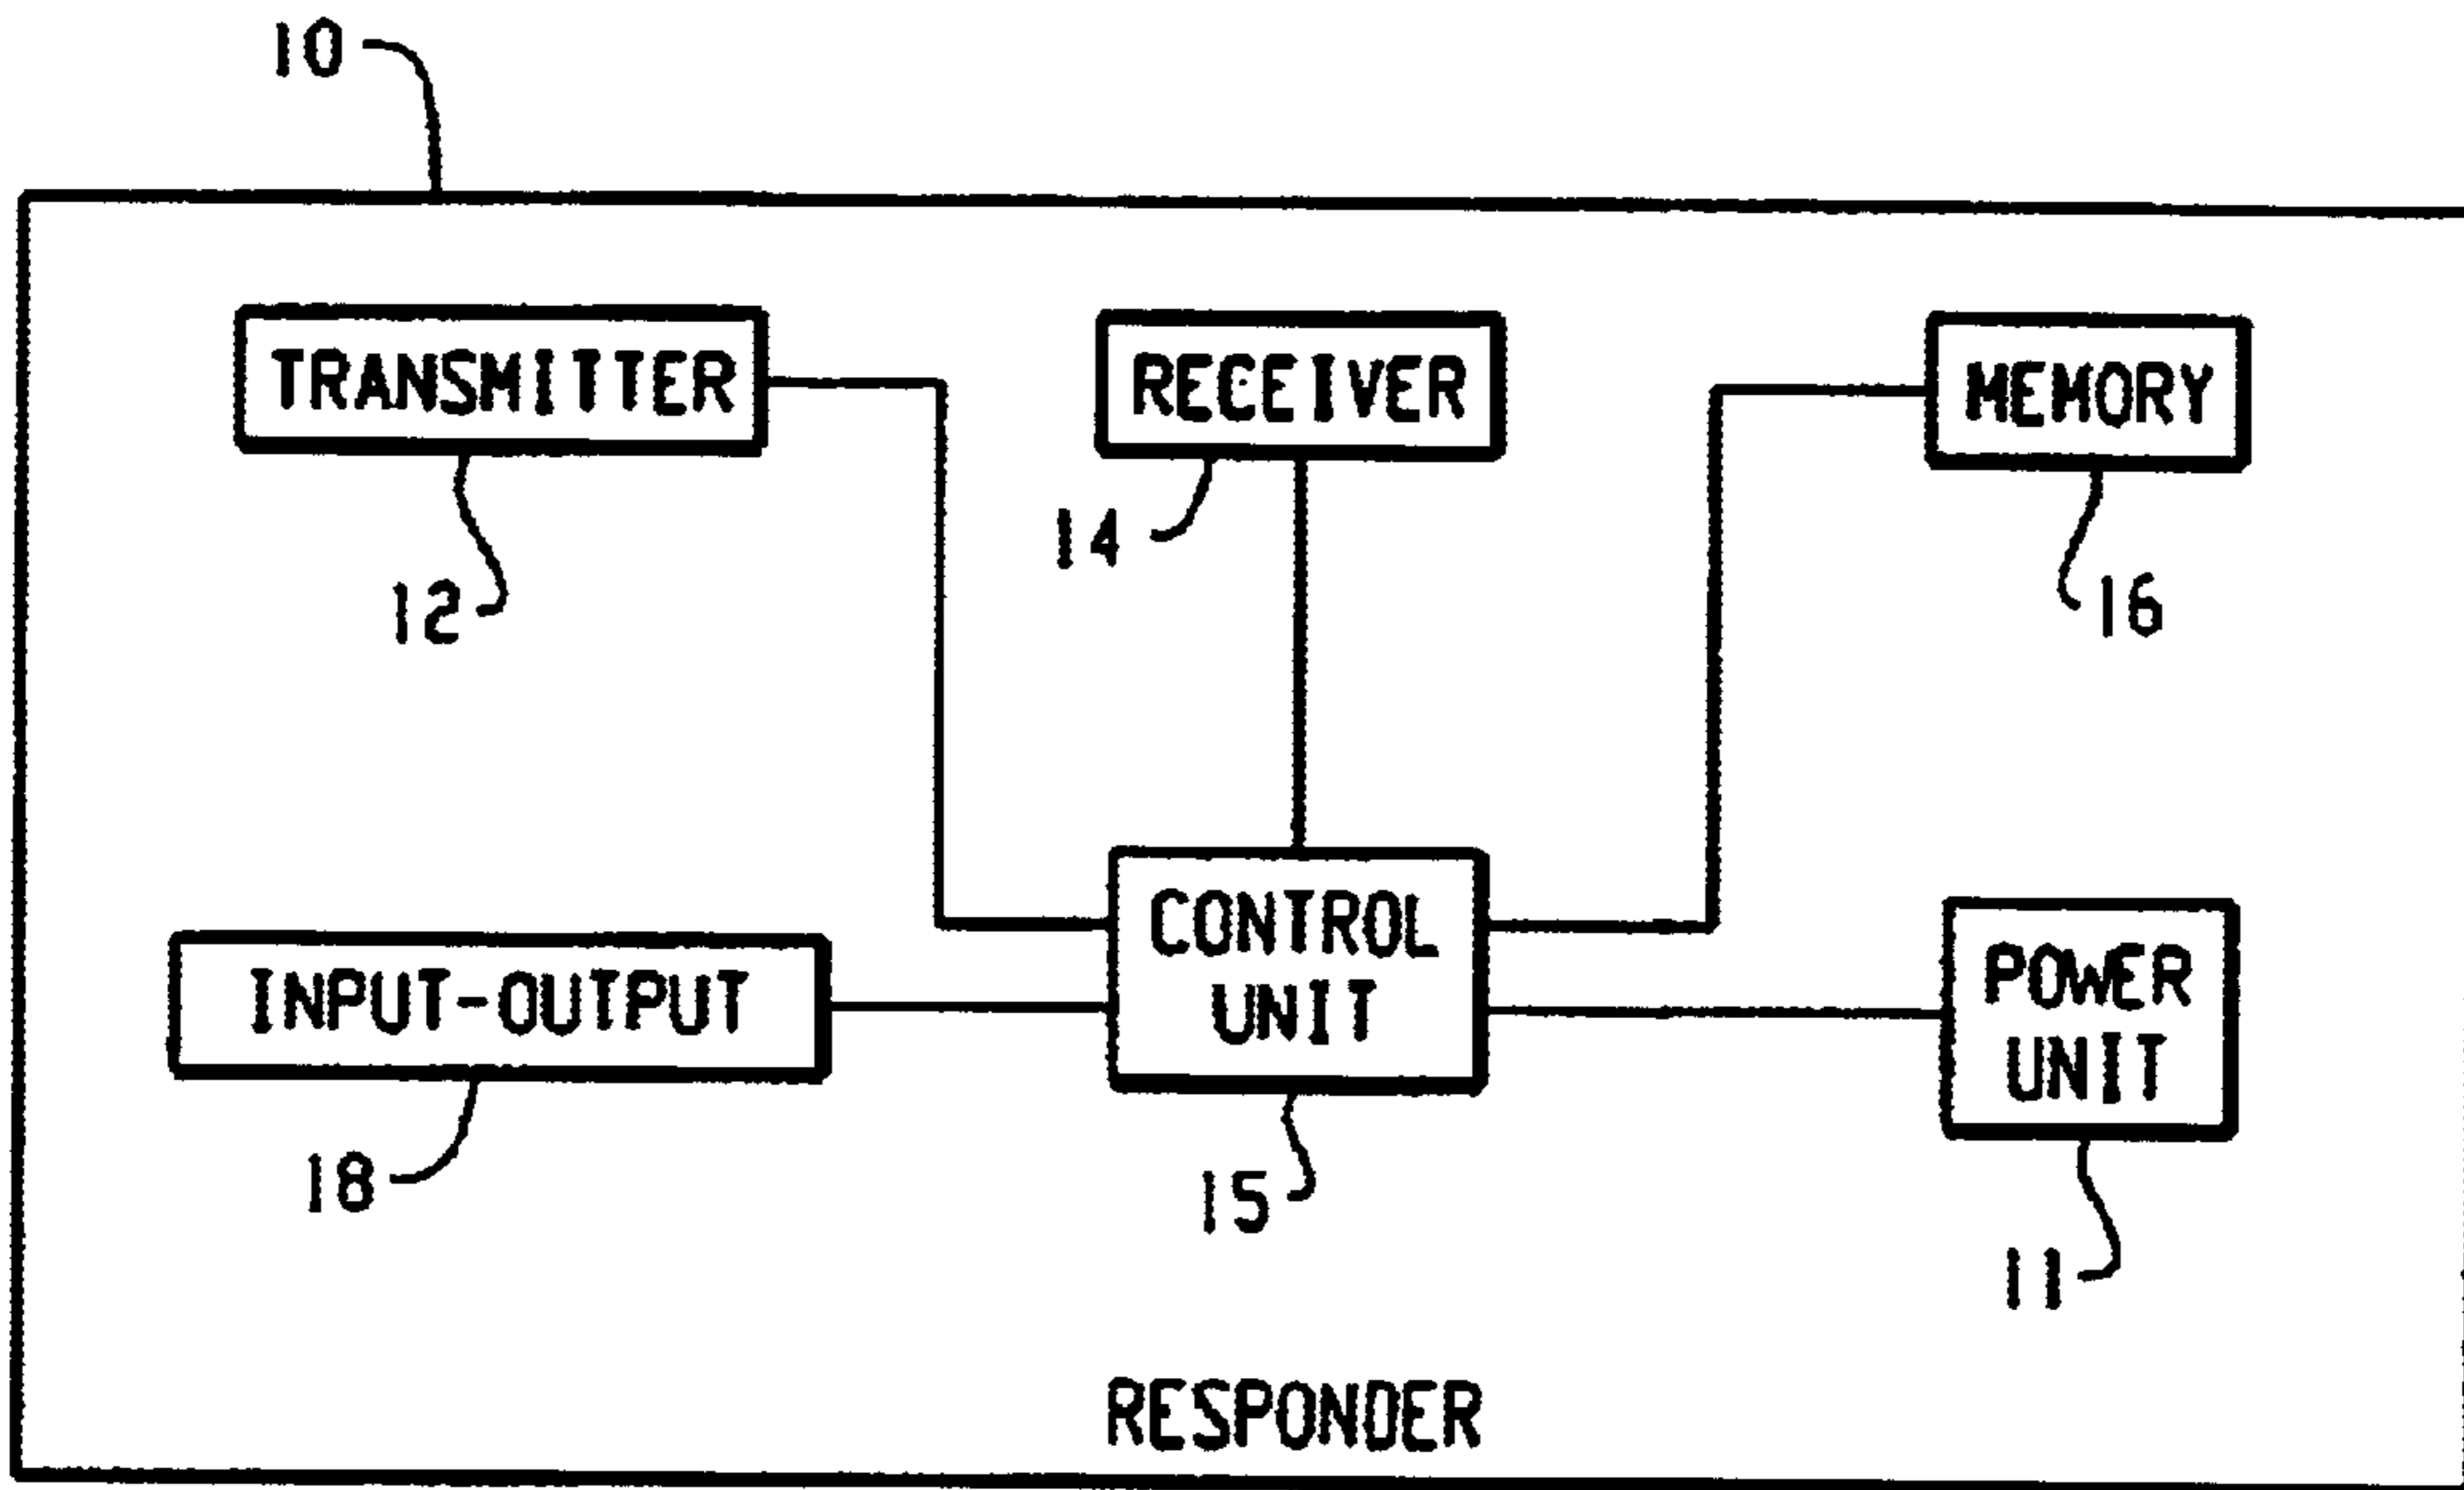 10
TRANSMITTER
RECEIVER
MEMORY
14
12
16
CONTROL
UNIT
INPUT-OUTPUT
POWER
UNIT
18
15
11
RESPONDER